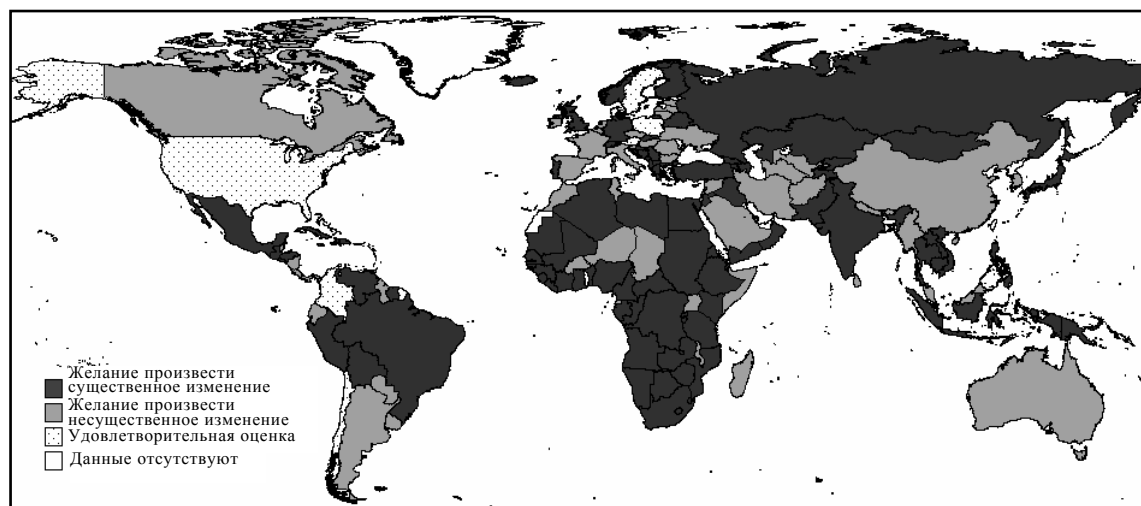 Желание произвести
существенное изменение
Желание произвести
несущественное изменение
Удовлетворительная оценка
Данные отсутствуют